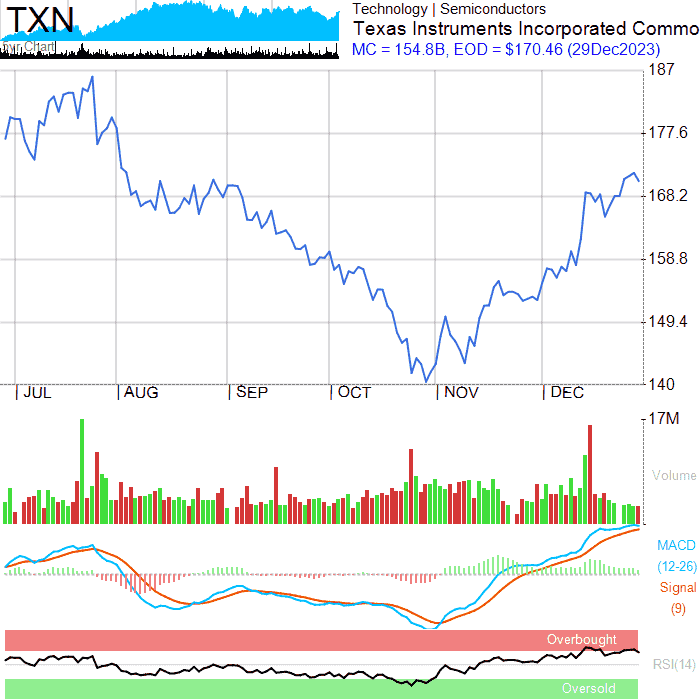 TXN
Technology | Semiconductors
Texas Instruments Incorporated Commo
MC = 154.8B, EOD = $170.46 (29Dec2023)
5yr Chart
187
177.6
168.2
158.8
149.4
140
|JUL |AUG |SEP |OCT |NOV |DEC
17M
Volume
MACD
(12-26)
Signal
(9)
Overbought
RSI(14)
Oversold